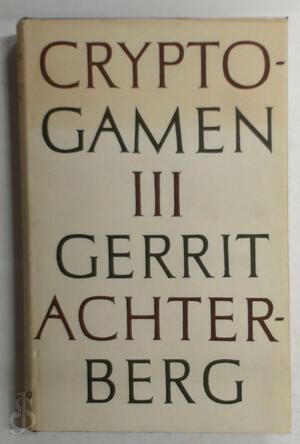 CRYPTO-
GAMEN
III
GERRIT
ACHTER-
BERG